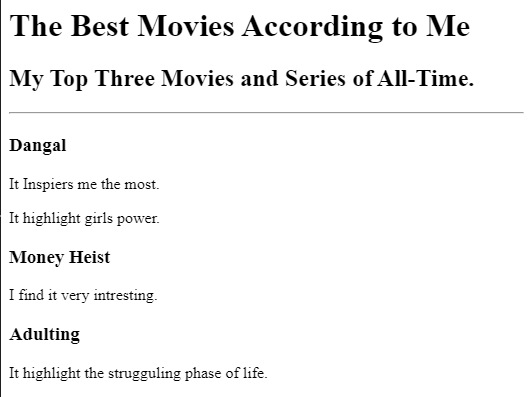 The Best Movies According to Me
My Top Three Movies and Series of All-Time.
Dangal
It Inspiers me the most.
It highlight girls power.
Money Heist
I find it very intresting.
Adulting
It highlight the strugguling phase of life.